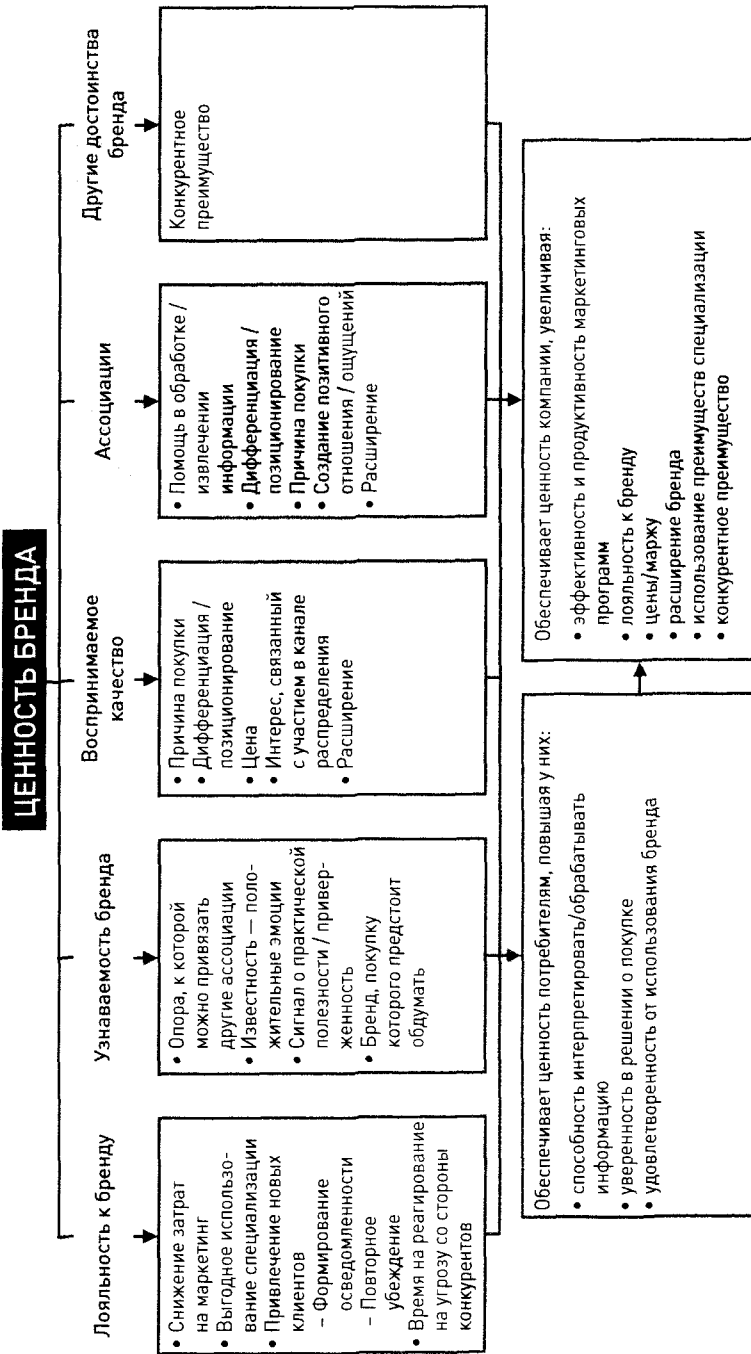 ЦЕННОСТЬ БРЕНДА
Лояльность к бренду
• Снижение затрат
на маркетинг
• Выгодное использо-
вание специализации
• Привлечение новых
клиентов
– Формирование
осведомленности
– Повторное
убеждение
• Время на реагирование
на угрозу со стороны
конкурентов
Узнаваемость бренда
• Опора, к которой
можно привязать
другие ассоциации
• Известность — поло-
жительные эмоции
• Сигнал о практической
полезности / привер-
женность
• Бренд, покупку
которого предстоит
обдумать
Воспринимаемое
качество
• Причина покупки
• Дифференциация /
позиционирование
• Цена
• Интерес, связанный
с участием в канале
распределения
• Расширение
Ассоциации
• Помощь в обработке /
извлечении
информации
• Дифференциация /
позиционирование
• Причина покупки
• Создание позитивного
отношения / ощущений
• Расширение
Другие достоинства
бренда
Конкурентное
преимущество
Обеспечивает ценность потребителям, повышая у них:
• способность интерпретировать/обрабатывать
информацию
• уверенность в решении о покупке
• удовлетворенность от использования бренда
Обеспечивает ценность компании, увеличивая:
• эффективность и продуктивность маркетинговых
программ
• лояльность к бренду
• цены/маржу
• расширение бренда
• использование преимуществ специализации
• конкурентное преимущество